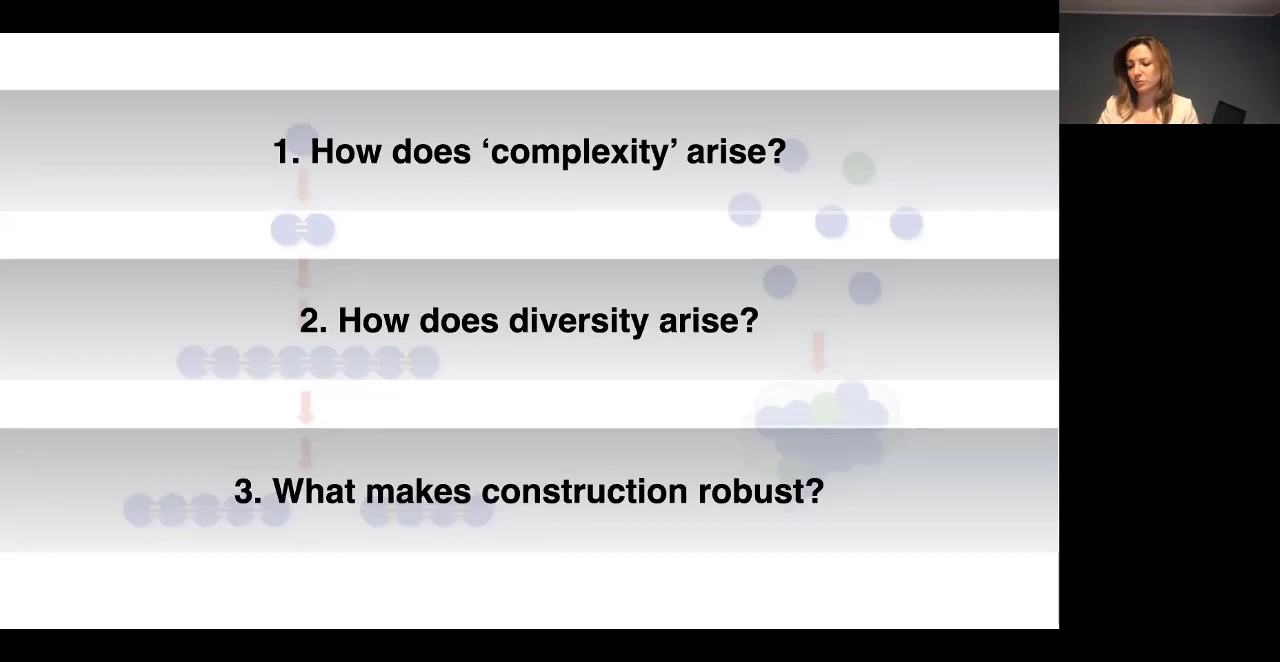 1. How does ‘complexity’ arise?
2. How does diversity arise?
3. What makes construction robust?